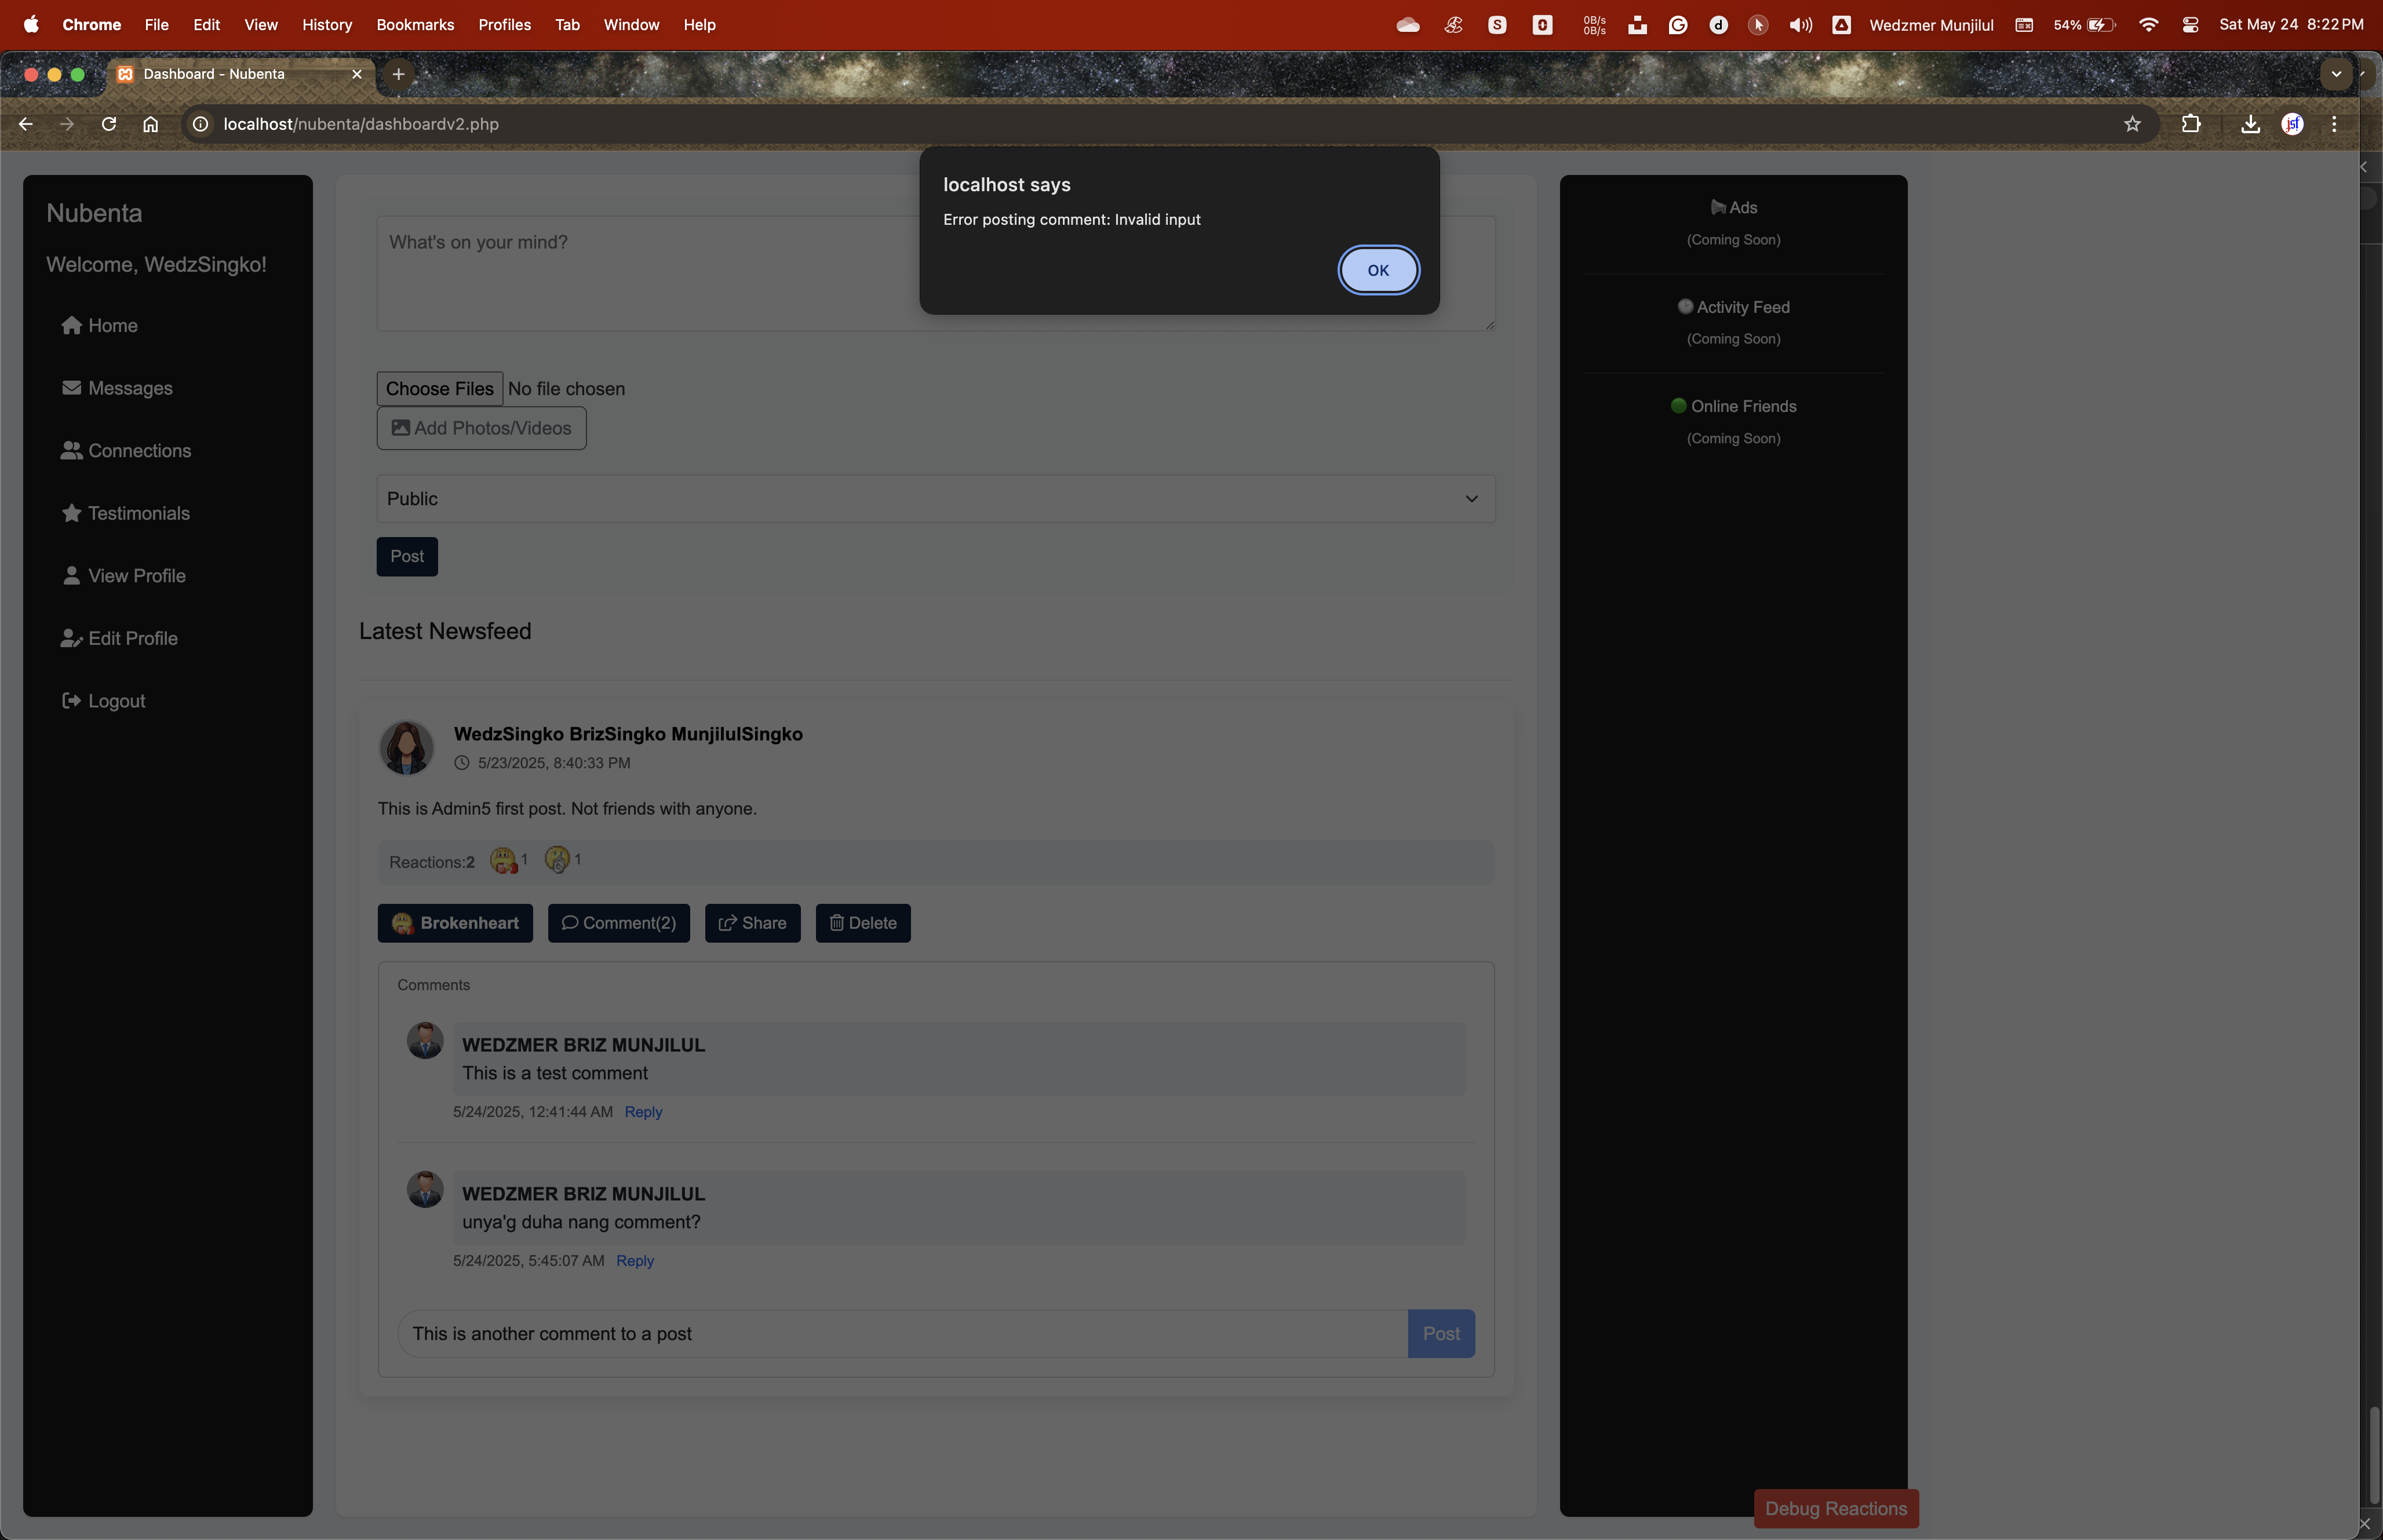 Chrome File Edit View History Bookmarks Profiles Tab Window Help
0B/s
0B/s
Wedzmer Munjilul
54%
Sat May 24 8:22 PM
Dashboard - Nubenta
localhost/nubenta/dashboardv2.php
localhost says
Error posting comment: Invalid input
OK
Nubenta
Welcome, WedzSingko!
Home
Messages
Connections
Testimonials
View Profile
Edit Profile
Logout
What's on your mind?
Choose Files No file chosen
Add Photos/Videos
Public
Post
Latest Newsfeed
WedzSingko BrizSingko MunjilulSingko
5/23/2025, 8:40:33 PM
This is Admin5 first post. Not friends with anyone.
Reactions:2 1 1
Brokenheart Comment(2) Share Delete
Comments
WEDZMER BRIZ MUNJILUL
This is a test comment
5/24/2025, 12:41:44 AM Reply
WEDZMER BRIZ MUNJILUL
unya'g duha nang comment?
5/24/2025, 5:45:07 AM Reply
This is another comment to a post Post
Ads
(Coming Soon)
Activity Feed
(Coming Soon)
Online Friends
(Coming Soon)
Debug Reactions